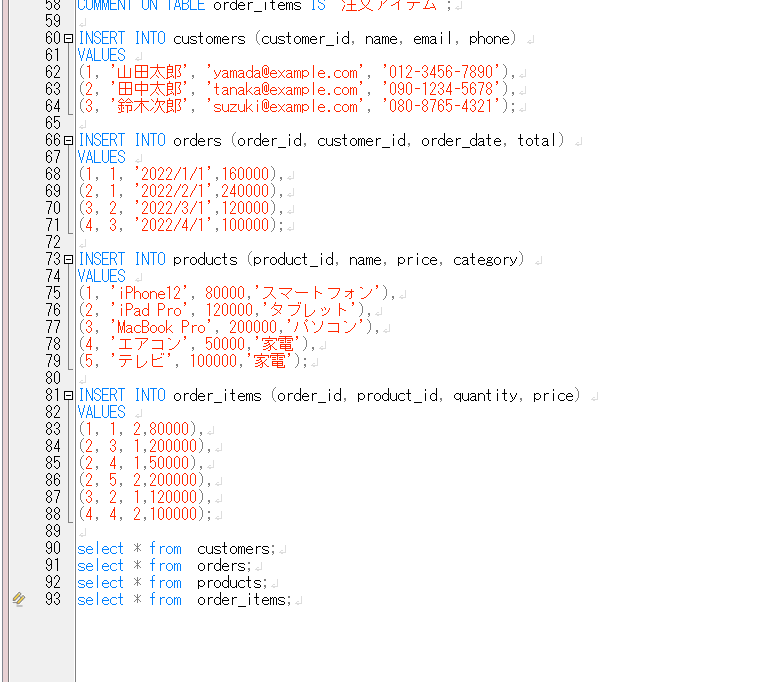 58 COMMENT ON TABLE order_items IS '注文アイテム';
59
60 INSERT INTO customers (customer_id, name, email, phone)
61 VALUES
62 (1, '山田太郎', 'yamada@example.com', '012-3456-7890'),
63 (2, '田中太郎', 'tanaka@example.com', '090-1234-5678'),
64 (3, '鈴木次郎', 'suzuki@example.com', '080-8765-4321');
65
66 INSERT INTO orders (order_id, customer_id, order_date, total)
67 VALUES
68 (1, 1, '2022/1/1',160000),
69 (2, 1, '2022/2/1',240000),
70 (3, 2, '2022/3/1',120000),
71 (4, 3, '2022/4/1',100000);
72
73 INSERT INTO products (product_id, name, price, category)
74 VALUES
75 (1, 'iPhone12', 80000,'スマートフォン'),
76 (2, 'iPad Pro', 120000,'タブレット'),
77 (3, 'MacBook Pro', 200000,'パソコン'),
78 (4, 'エアコン', 50000,'家電'),
79 (5, 'テレビ', 100000,'家電');
80
81 INSERT INTO order_items (order_id, product_id, quantity, price)
82 VALUES
83 (1, 1, 2,80000),
84 (2, 3, 1,200000),
85 (2, 4, 1,50000),
86 (2, 5, 2,200000),
87 (3, 2, 1,120000),
88 (4, 4, 2,100000);
89
90 select * from  customers;
91 select * from  orders;
92 select * from  products;
93 select * from  order_items;